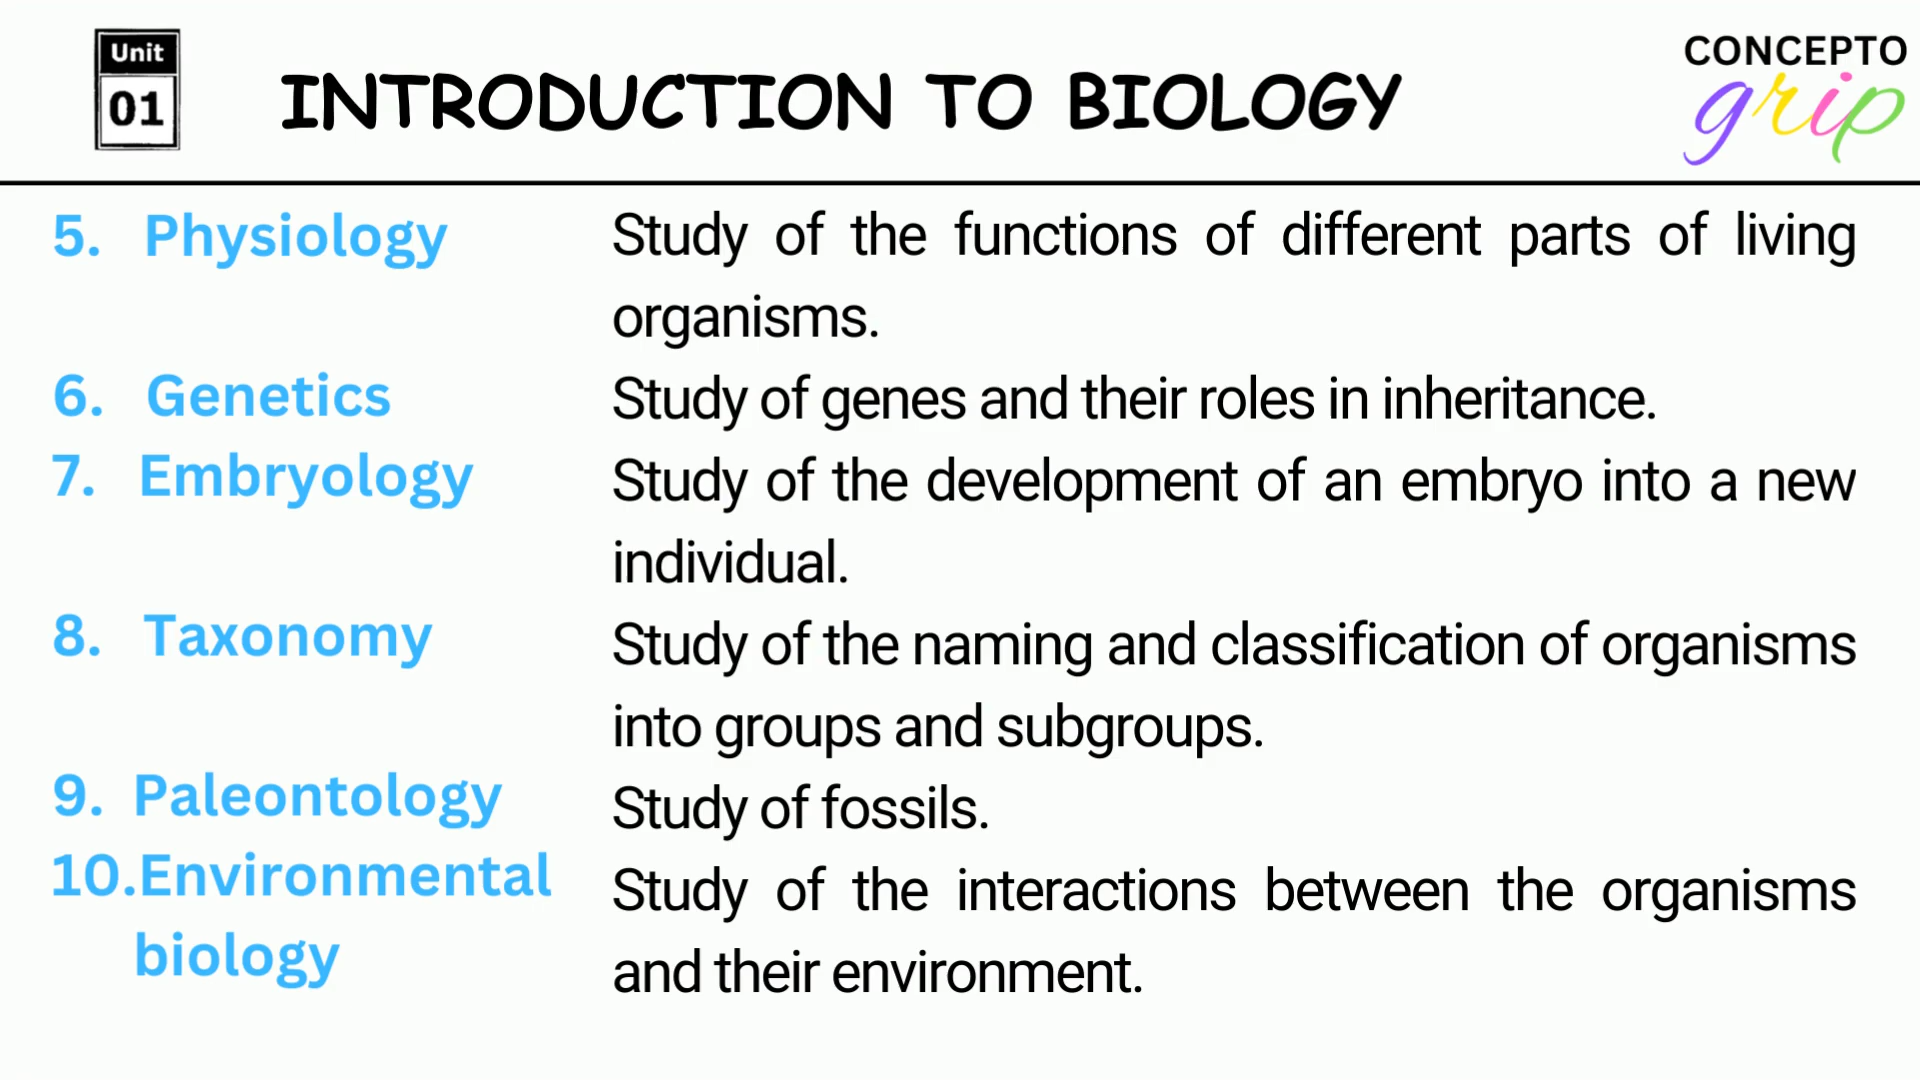 Unit
01
INTRODUCTION TO BIOLOGY
CONCEPTO
grip
5. Physiology
Study of the functions of different parts of living
organisms.
6. Genetics
Study of genes and their roles in inheritance.
7. Embryology
Study of the development of an embryo into a new
individual.
8. Taxonomy
Study of the naming and classification of organisms
into groups and subgroups.
9. Paleontology
Study of fossils.
10.Environmental
biology
Study of the interactions between the organisms
and their environment.